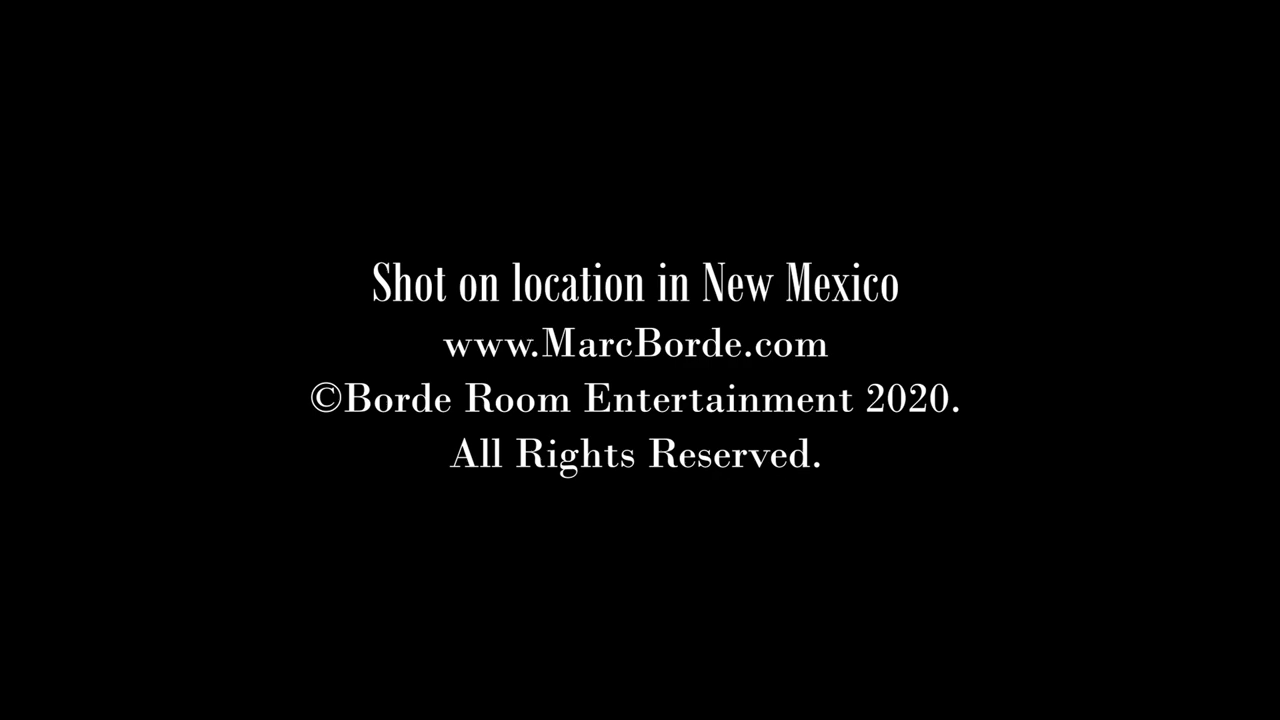 Shot on location in New Mexico
www.MarcBorde.com
©Borde Room Entertainment 2020.
All Rights Reserved.